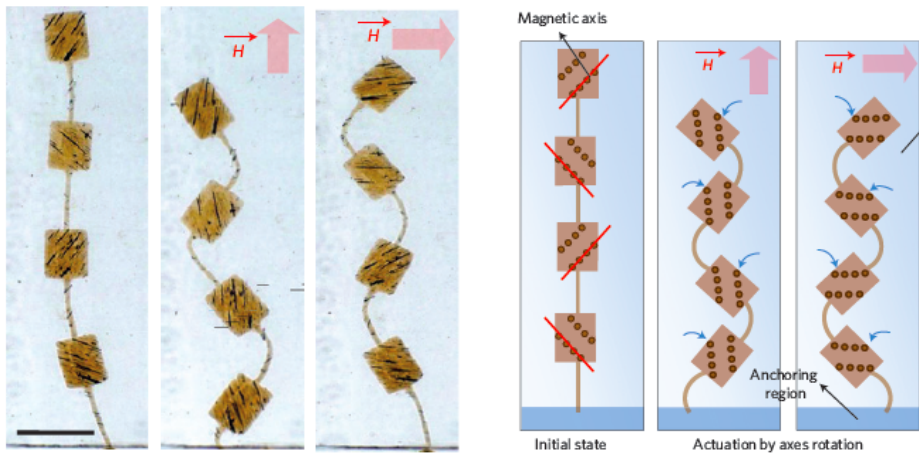 H
H
Magnetic axis
H
H
Anchoring
region
Initial state
Actuation by axes rotation